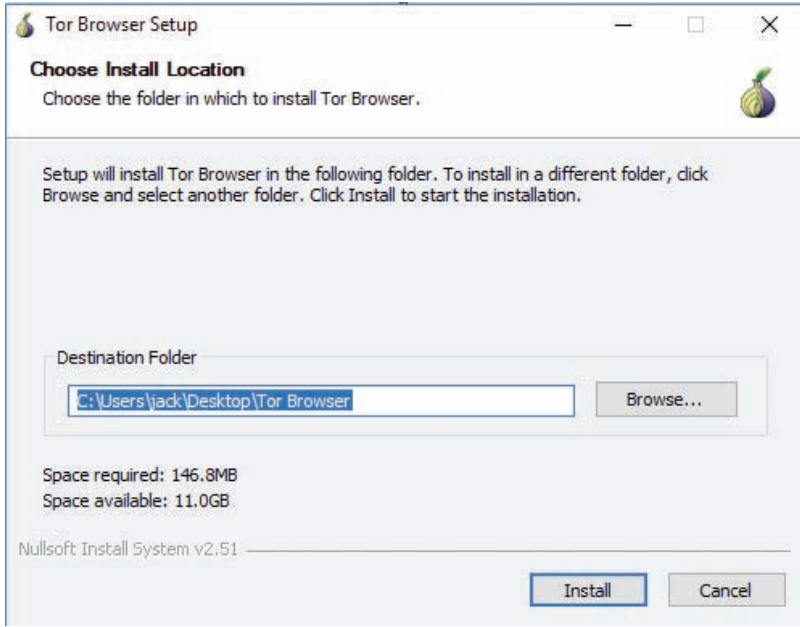 Tor Browser Setup
Choose Install Location
Choose the folder in which to install Tor Browser.
Setup will install Tor Browser in the following folder. To install in a different folder, click
Browse and select another folder. Click Install to start the installation.
Destination Folder
C:\Users\jack\Desktop\Tor Browser
Browse...
Space required: 146.8MB
Space available: 11.0GB
Nullsoft Install System v2.51
Install
Cancel